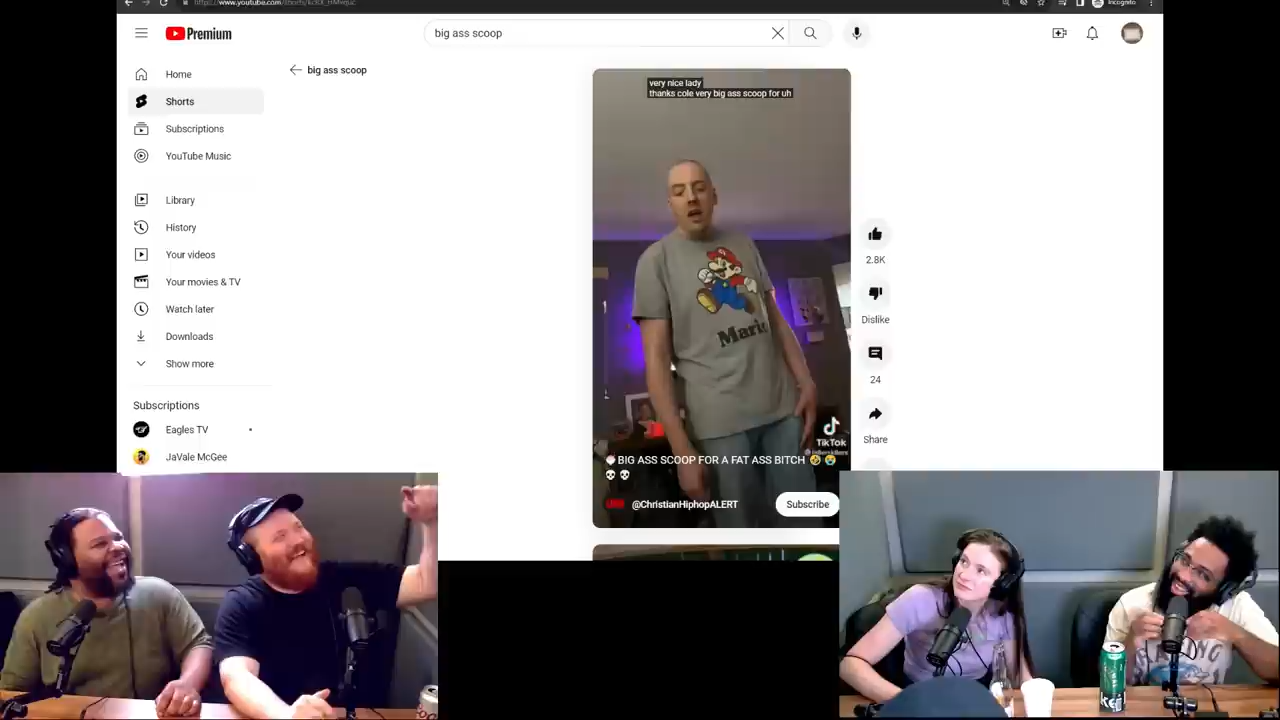 Incognito
Premium
big ass scoop
big ass scoop
Home
Shorts
Subscriptions
YouTube Music
Library
History
Your videos
Your movies & TV
Watch later
Downloads
Show more
Subscriptions
Eagles TV
JaVale McGee
very nice lady
thanks cole very big ass scoop for uh
Mario
TikTok
BIG ASS SCOOP FOR A FAT ASS BITCH 🤣 😭
💀 💀
@ChristianHiphopALERT
Subscribe
2.8K
Dislike
24
Share